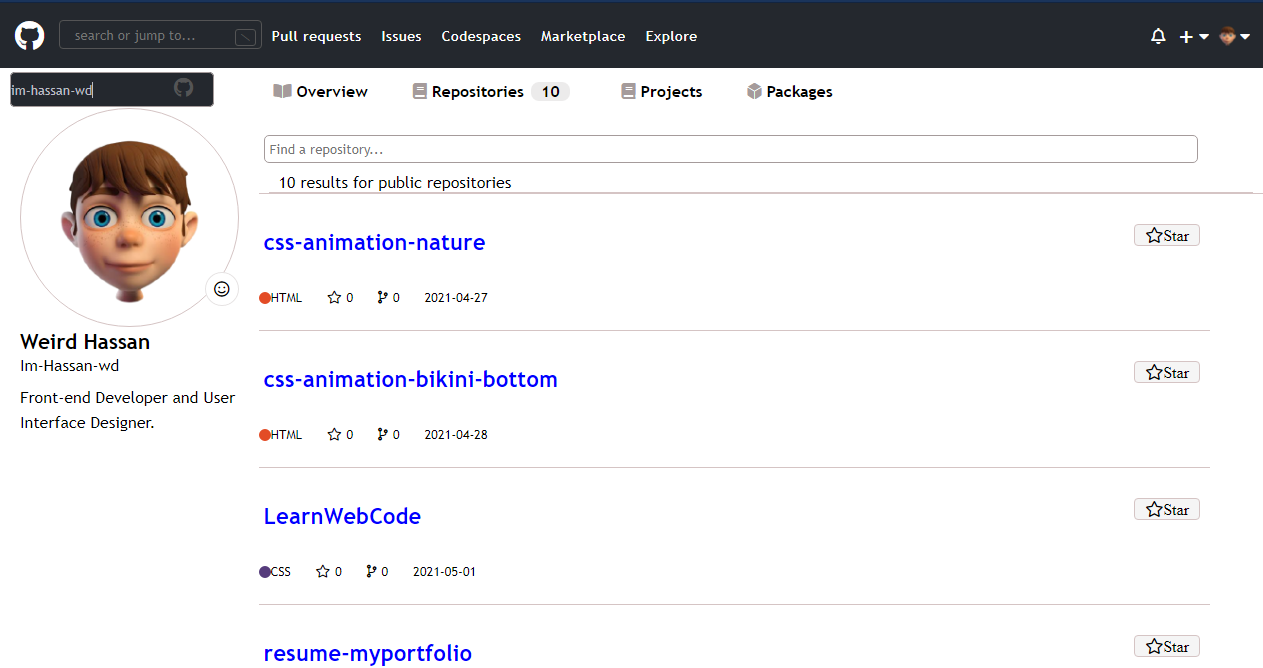 search or jump to... Pull requests Issues Codespaces Marketplace Explore
im-hassan-wd
Overview Repositories 10 Projects Packages
Find a repository...
10 results for public repositories
css-animation-nature Star
HTML 0 0 2021-04-27
Weird Hassan
Im-Hassan-wd
Front-end Developer and User
Interface Designer.
css-animation-bikini-bottom Star
HTML 0 0 2021-04-28
LearnWebCode Star
CSS 0 0 2021-05-01
resume-myportfolio Star